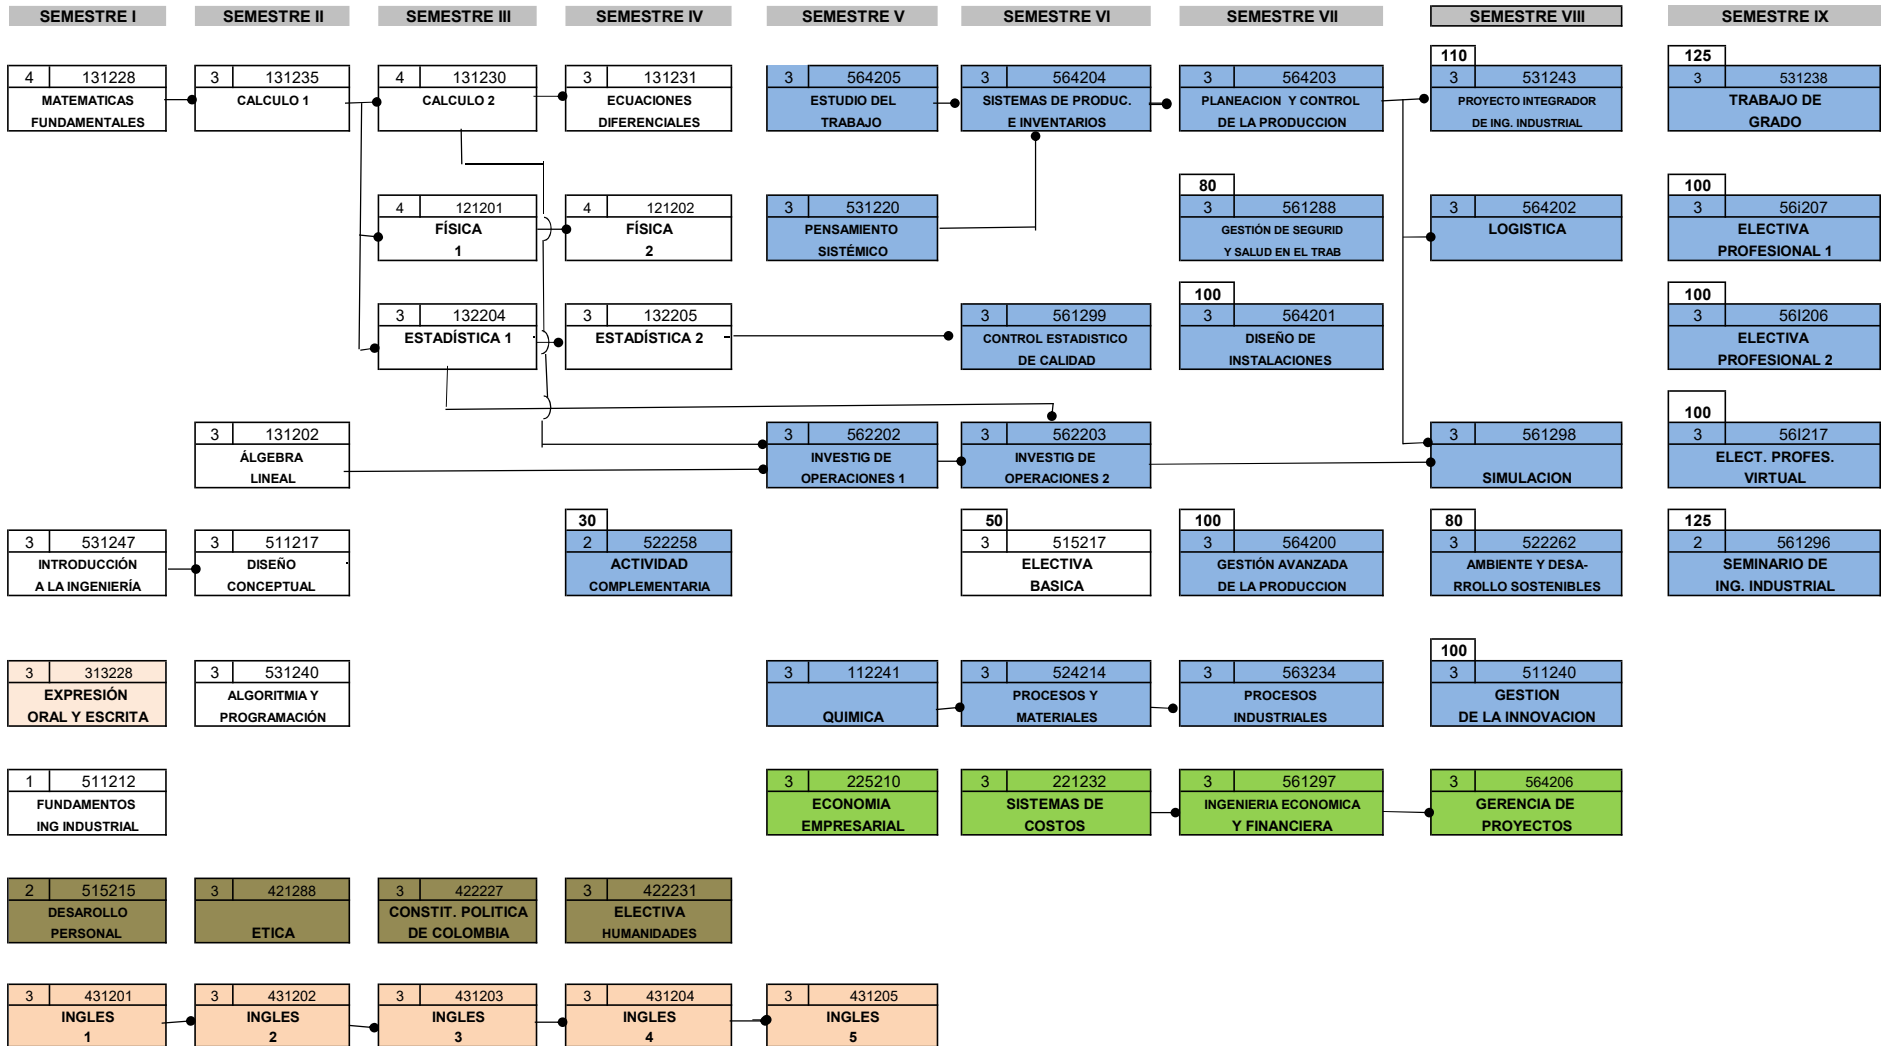 SEMESTRE I SEMESTRE II SEMESTRE III SEMESTRE IV SEMESTRE V SEMESTRE VI SEMESTRE VII SEMESTRE VIII SEMESTRE IX
110 125
4 131228 3 131235 4 131230 3 131231 3 564205 3 564204 3 564203 3 531243 3 531238
MATEMATICAS CALCULO 1 CALCULO 2 ECUACIONES ESTUDIO DEL SISTEMAS DE PRODUC. PLANEACION Y CONTROL PROYECTO INTEGRADOR TRABAJO DE
FUNDAMENTALES DIFERENCIALES TRABAJO E INVENTARIOS DE LA PRODUCCION DE ING. INDUSTRIAL GRADO
80 100
4 121201 4 121202 3 531220 3 561288 3 564202 3 56i207
FÍSICA FÍSICA PENSAMIENTO GESTIÓN DE SEGURID LOGISTICA ELECTIVA
1 2 SISTÉMICO Y SALUD EN EL TRAB PROFESIONAL 1
100 100
3 132204 3 132205 3 561299 3 564201 3 56I206
ESTADÍSTICA 1 ESTADÍSTICA 2 CONTROL ESTADISTICO DISEÑO DE ELECTIVA
DE CALIDAD INSTALACIONES PROFESIONAL 2
100
3 131202 3 562202 3 562203 3 561298 3 56I217
ÁLGEBRA INVESTIG DE INVESTIG DE ELECT. PROFES.
LINEAL OPERACIONES 1 OPERACIONES 2 SIMULACION VIRTUAL
30 50 100 80 125
3 531247 3 511217 2 522258 3 515217 3 564200 3 522262 2 561296
INTRODUCCIÓN DISEÑO ACTIVIDAD ELECTIVA GESTIÓN AVANZADA AMBIENTE Y DESA- SEMINARIO DE
A LA INGENIERÍA CONCEPTUAL COMPLEMENTARIA BASICA DE LA PRODUCCION RROLLO SOSTENIBLES ING. INDUSTRIAL
100
3 313228 3 531240 3 112241 3 524214 3 563234 3 511240
EXPRESIÓN ALGORITMIA Y PROCESOS Y PROCESOS GESTION
ORAL Y ESCRITA PROGRAMACIÓN QUIMICA MATERIALES INDUSTRIALES DE LA INNOVACION
1 511212 3 225210 3 221232 3 561297 3 564206
FUNDAMENTOS ECONOMIA SISTEMAS DE INGENIERIA ECONOMICA GERENCIA DE
ING INDUSTRIAL EMPRESARIAL COSTOS Y FINANCIERA PROYECTOS
2 515215 3 421288 3 422227 3 422231
DESAROLLO CONSTIT. POLITICA ELECTIVA
PERSONAL ETICA DE COLOMBIA HUMANIDADES
3 431201 3 431202 3 431203 3 431204 3 431205
INGLES INGLES INGLES INGLES INGLES
1 2 3 4 5